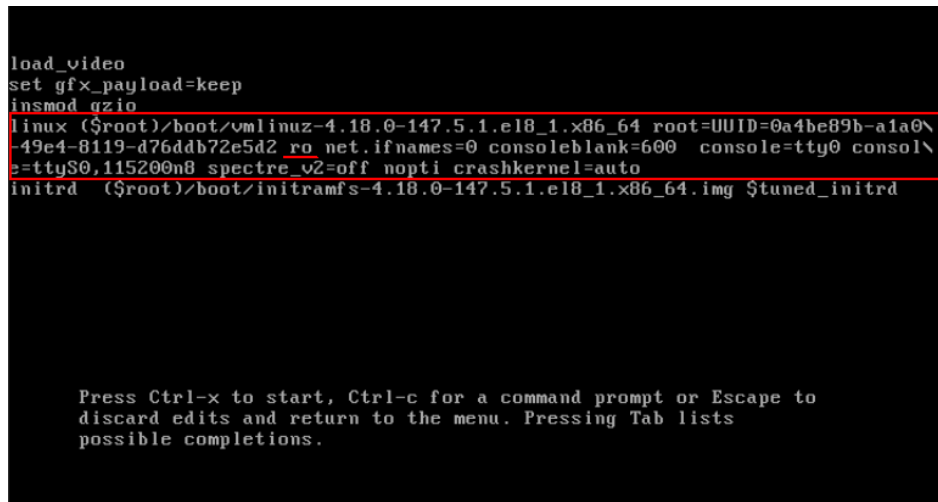 load_video
set gfx_payload=keep
insmod gzio
linux ($root)/boot/vmlinuz-4.18.0-147.5.1.el8_1.x86_64 root=UUID=0a4be89b-a1a0\
-49e4-8119-d76ddb72e5d2 ro net.ifnames=0 consoleblank=600  console=tty0 consol\
e=ttyS0,115200n8 spectre_v2=off nopti crashkernel=auto
initrd  ($root)/boot/initramfs-4.18.0-147.5.1.el8_1.x86_64.img $tuned_initrd
Press Ctrl-x to start, Ctrl-c for a command prompt or Escape to
discard edits and return to the menu. Pressing Tab lists
possible completions.